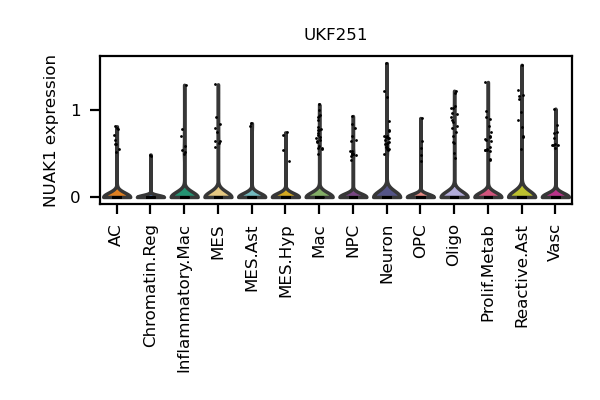 UKF251
NUAK1 expression
1
0
AC
Chromatin.Reg
Inflammatory.Mac
MES
MES.Ast
MES.Hyp
Mac
NPC
Neuron
OPC
Oligo
Prolif.Metab
Reactive.Ast
Vasc